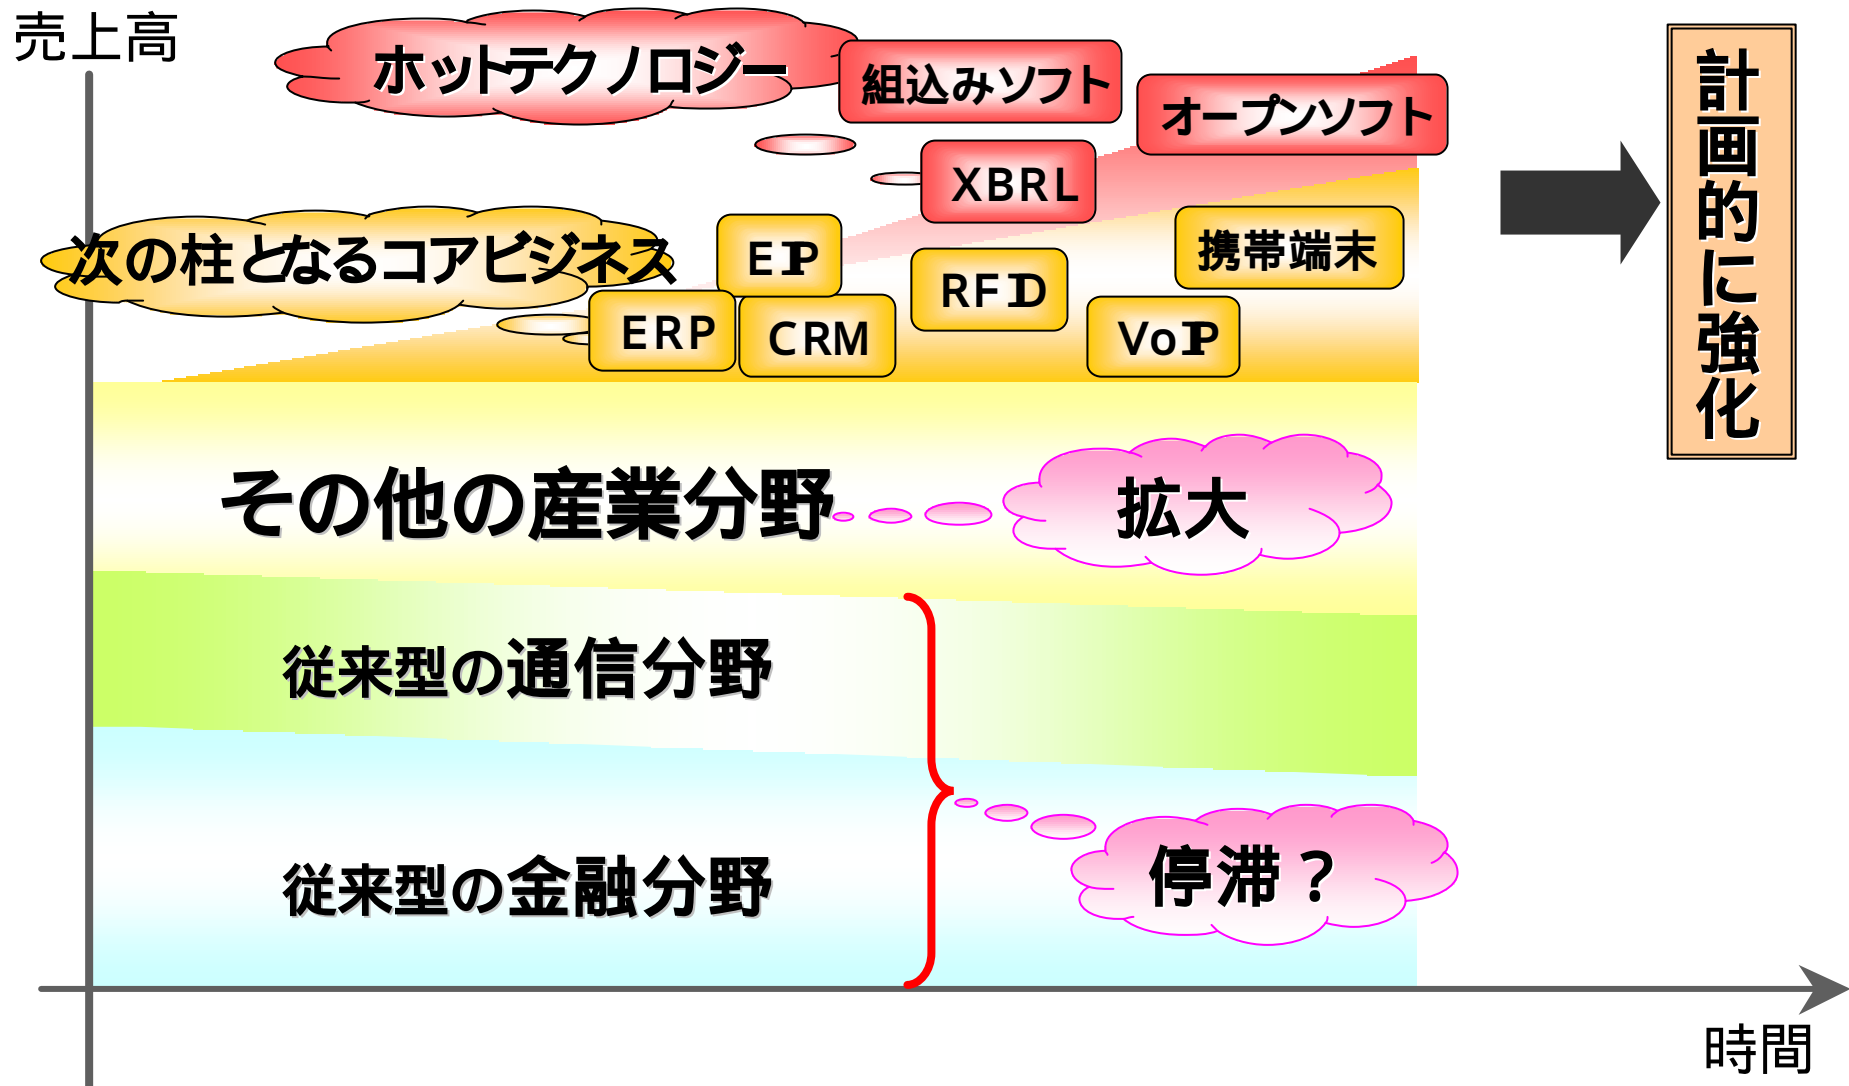 売上高
ホットテクノロジー
組込みソフト
オープンソフト
XBRL
次の柱となるコアビジネス
EIP
RFID
携帯端末
ERP
CRM
VoIP
計画的に強化
その他の産業分野
拡大
従来型の通信分野
従来型の金融分野
停滞？
時間